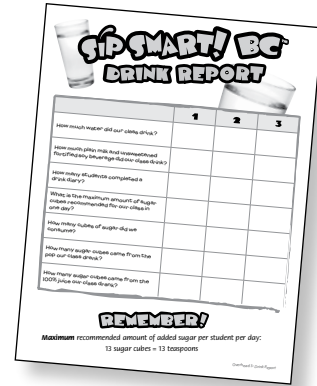 SIP SMART! BC™
DRINK REPORT
1 2 3
How much water did our class drink?
How much plain milk and unsweetened
fortified soy beverage did our class drink?
How many students completed a
drink diary?
What is the maximum amount of sugar
cubes recommended for our class in
one day?
How many cubes of sugar did we
consume?
How many sugar cubes came from the
pop our class drank?
How many sugar cubes came from the
100% juice our class drank?
REMEMBER!
Maximum recommended amount of added sugar per student per day:
13 sugar cubes = 13 teaspoons